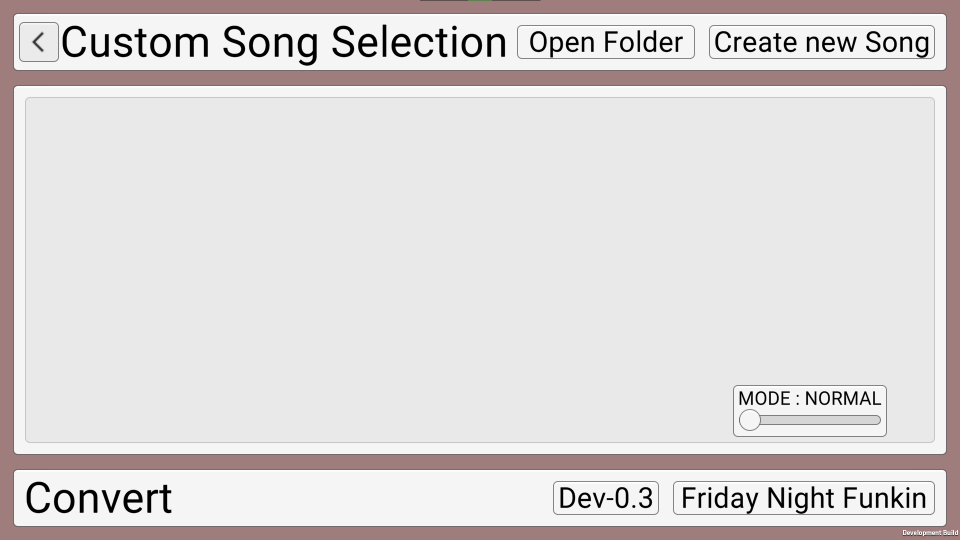 Custom Song Selection
Open Folder
Create new Song
MODE : NORMAL
Convert
Dev-0.3
Friday Night Funkin
Development Build